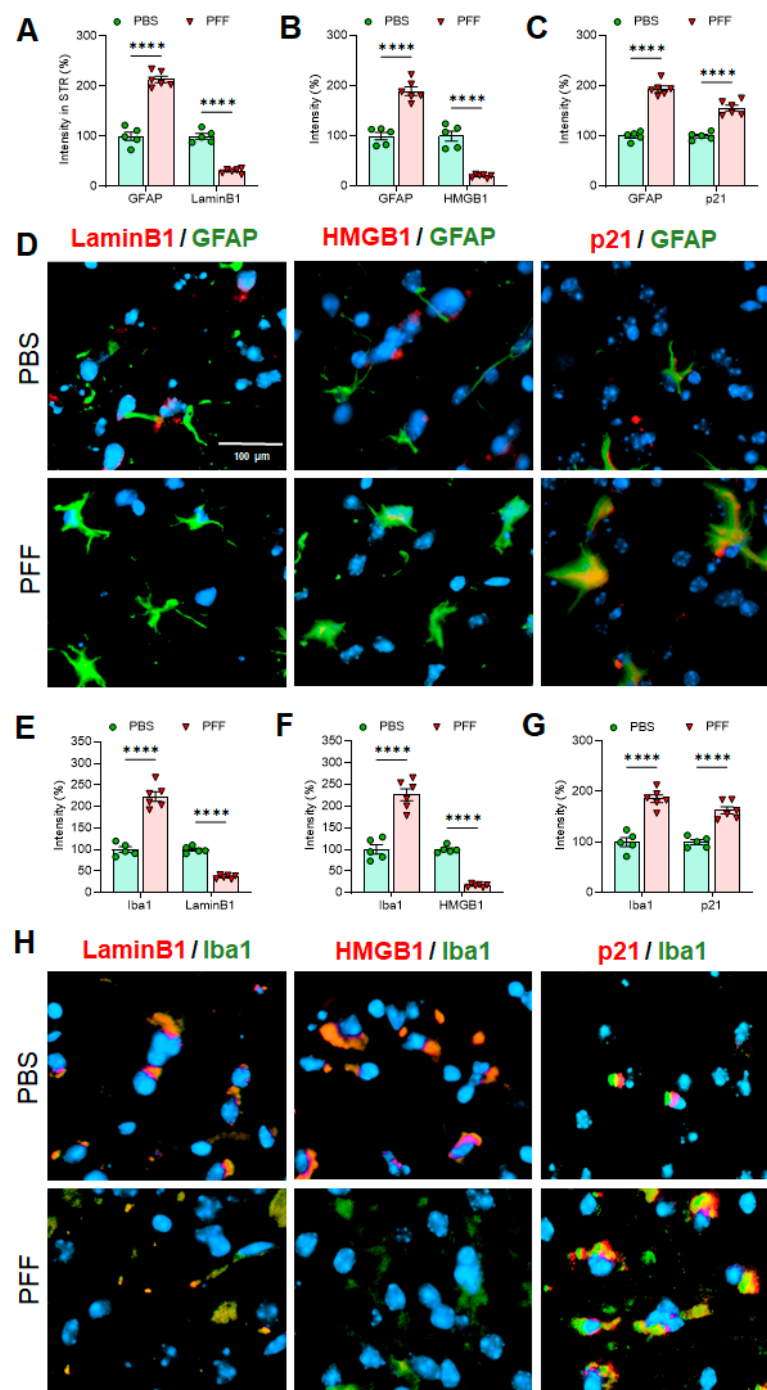 A
PBS PFF
Intensity in STR (%)
300
200
100
0
****
****
GFAP LaminB1
B
PBS PFF
Intensity (%)
300
200
100
0
****
****
GFAP HMGB1
C
PBS PFF
Intensity (%)
300
200
100
0
****
****
GFAP p21
D
LaminB1 / GFAP
HMGB1 / GFAP
p21 / GFAP
PBS
100 µm
PFF
E
PBS PFF
Intensity (%)
350
300
250
200
150
100
50
0
****
****
Iba1 LaminB1
F
PBS PFF
Intensity (%)
350
300
250
200
150
100
50
0
****
****
Iba1 HMGB1
G
PBS PFF
Intensity (%)
300
200
100
0
****
****
Iba1 p21
H
LaminB1 / Iba1
HMGB1 / Iba1
p21 / Iba1
PBS
PFF